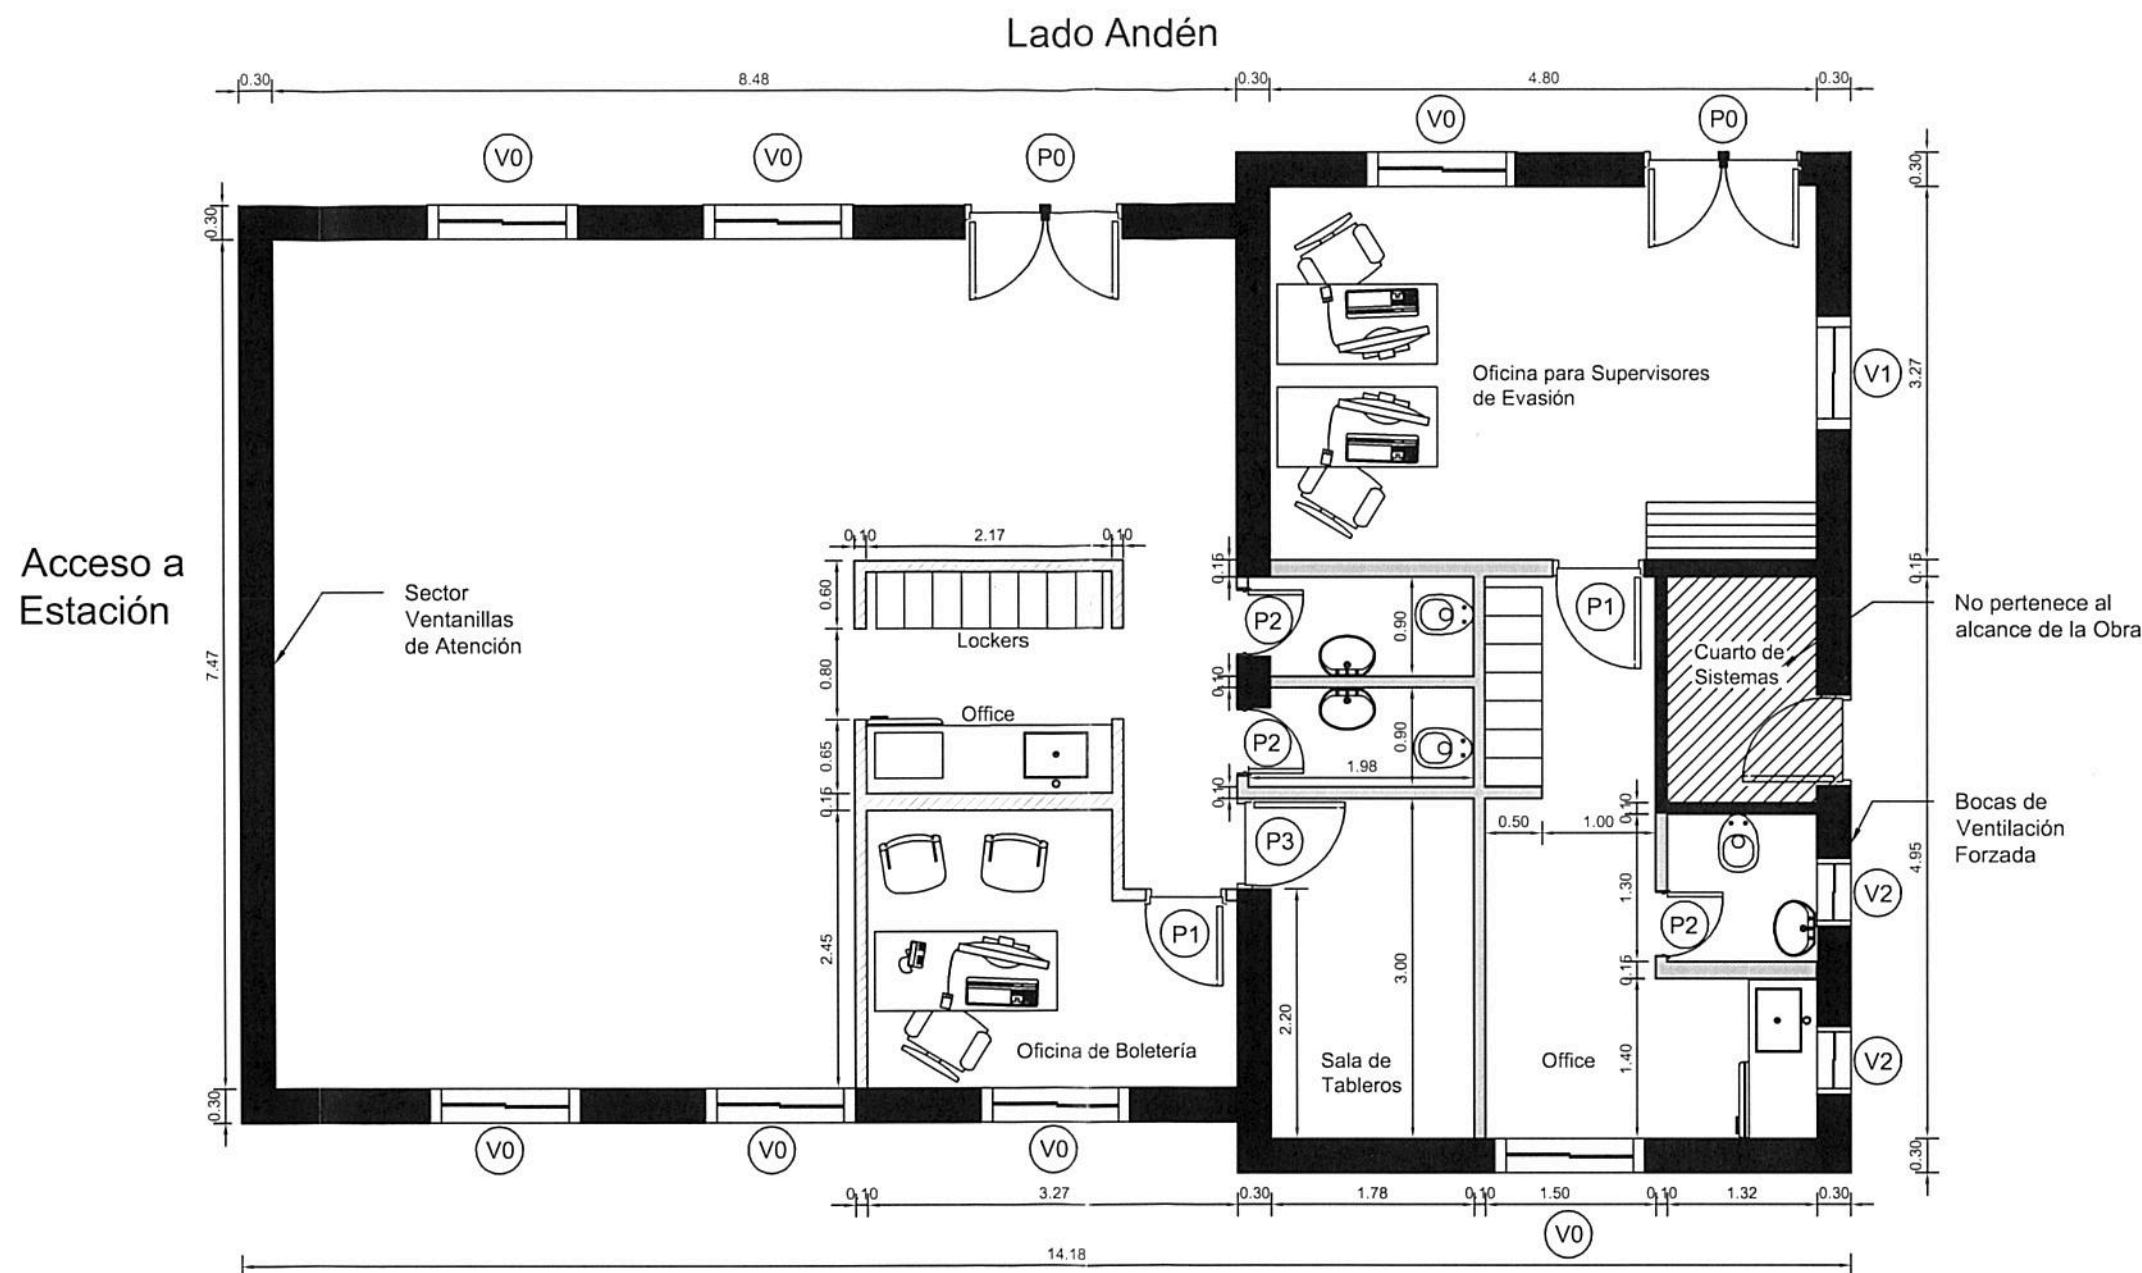 Lado Andén
0.30
8.48
0.30
4.80
0.30
V0
V0
P0
V0
P0
0.30
0.30
Oficina para Supervisores
de Evasión
V1
3.27
Acceso a
Estación
Sector
Ventanillas
de Atención
7.47
0.10
2.17
0.10
0.60
Lockers
0.80
Office
0.65
0.15
2.45
0.15
P2
0.90
0.10
P2
0.90
1.98
0.10
P1
Cuarto de
Sistemas
0.15
No pertenece al
alcance de la Obra
P3
0.50
1.00
0.10
Bocas de
Ventilación
Forzada
4.95
1.30
P2
V2
P1
2.20
3.00
0.15
Oficina de Boletería
Sala de
Tableros
Office
1.40
V2
0.30
V0
V0
V0
0.30
0.10
3.27
0.30
1.78
0.10
1.50
0.10
1.32
0.30
V0
14.18